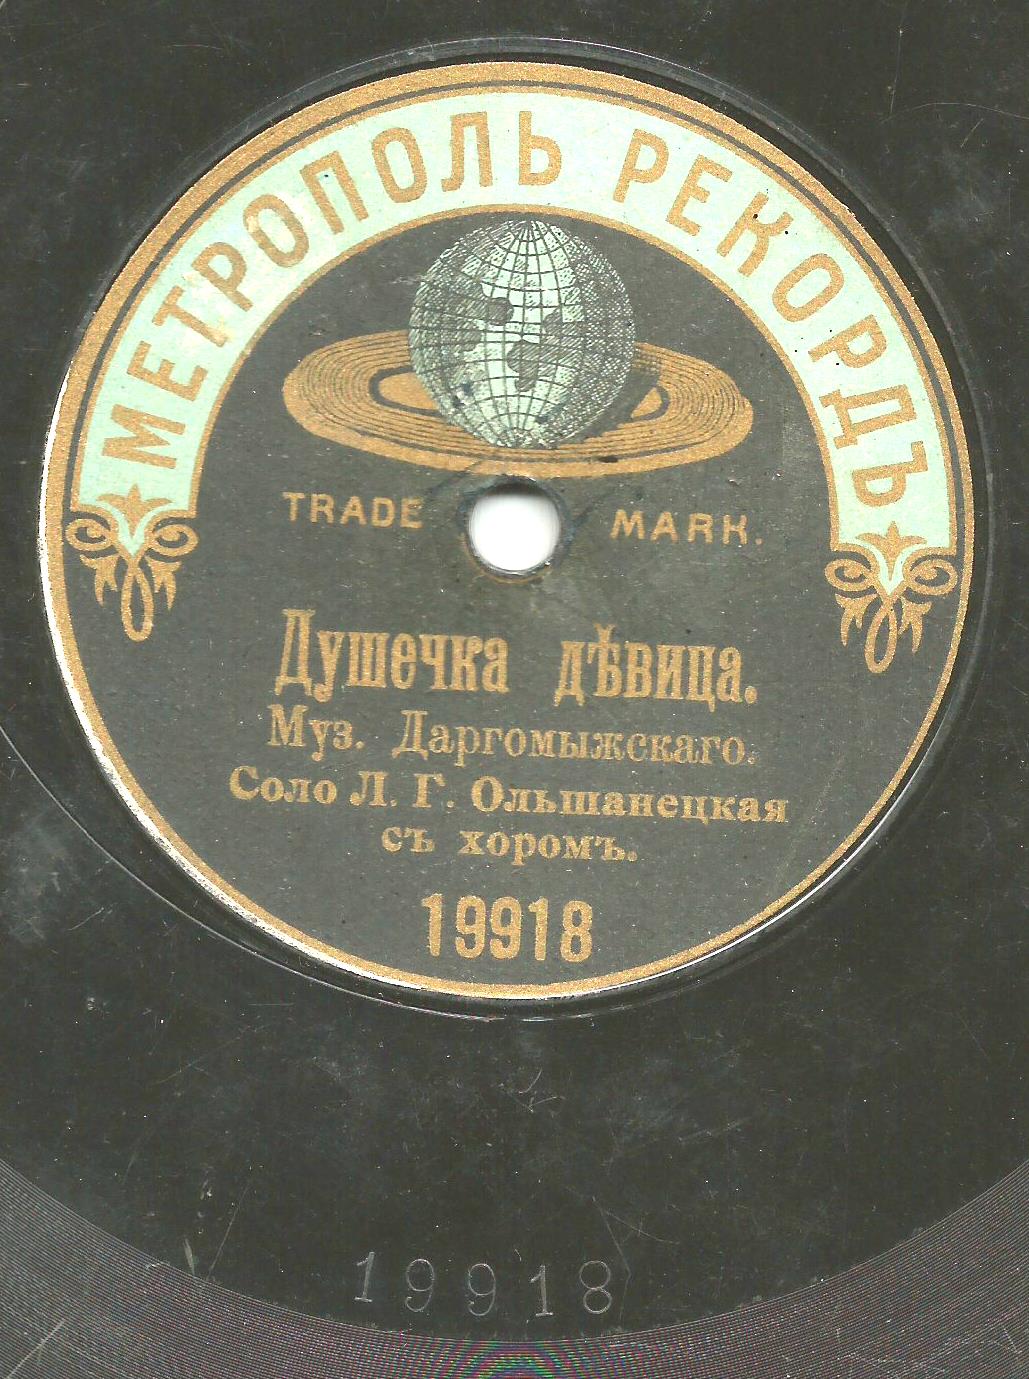 МЕТРОПОЛЬ РЕКОРДЪ
TRADE MARK.
Душечка дѣвица.
Муз. Даргомыжскаго.
Соло Л. Г. Ольшанецкая
съ хоромъ.
19918
19918